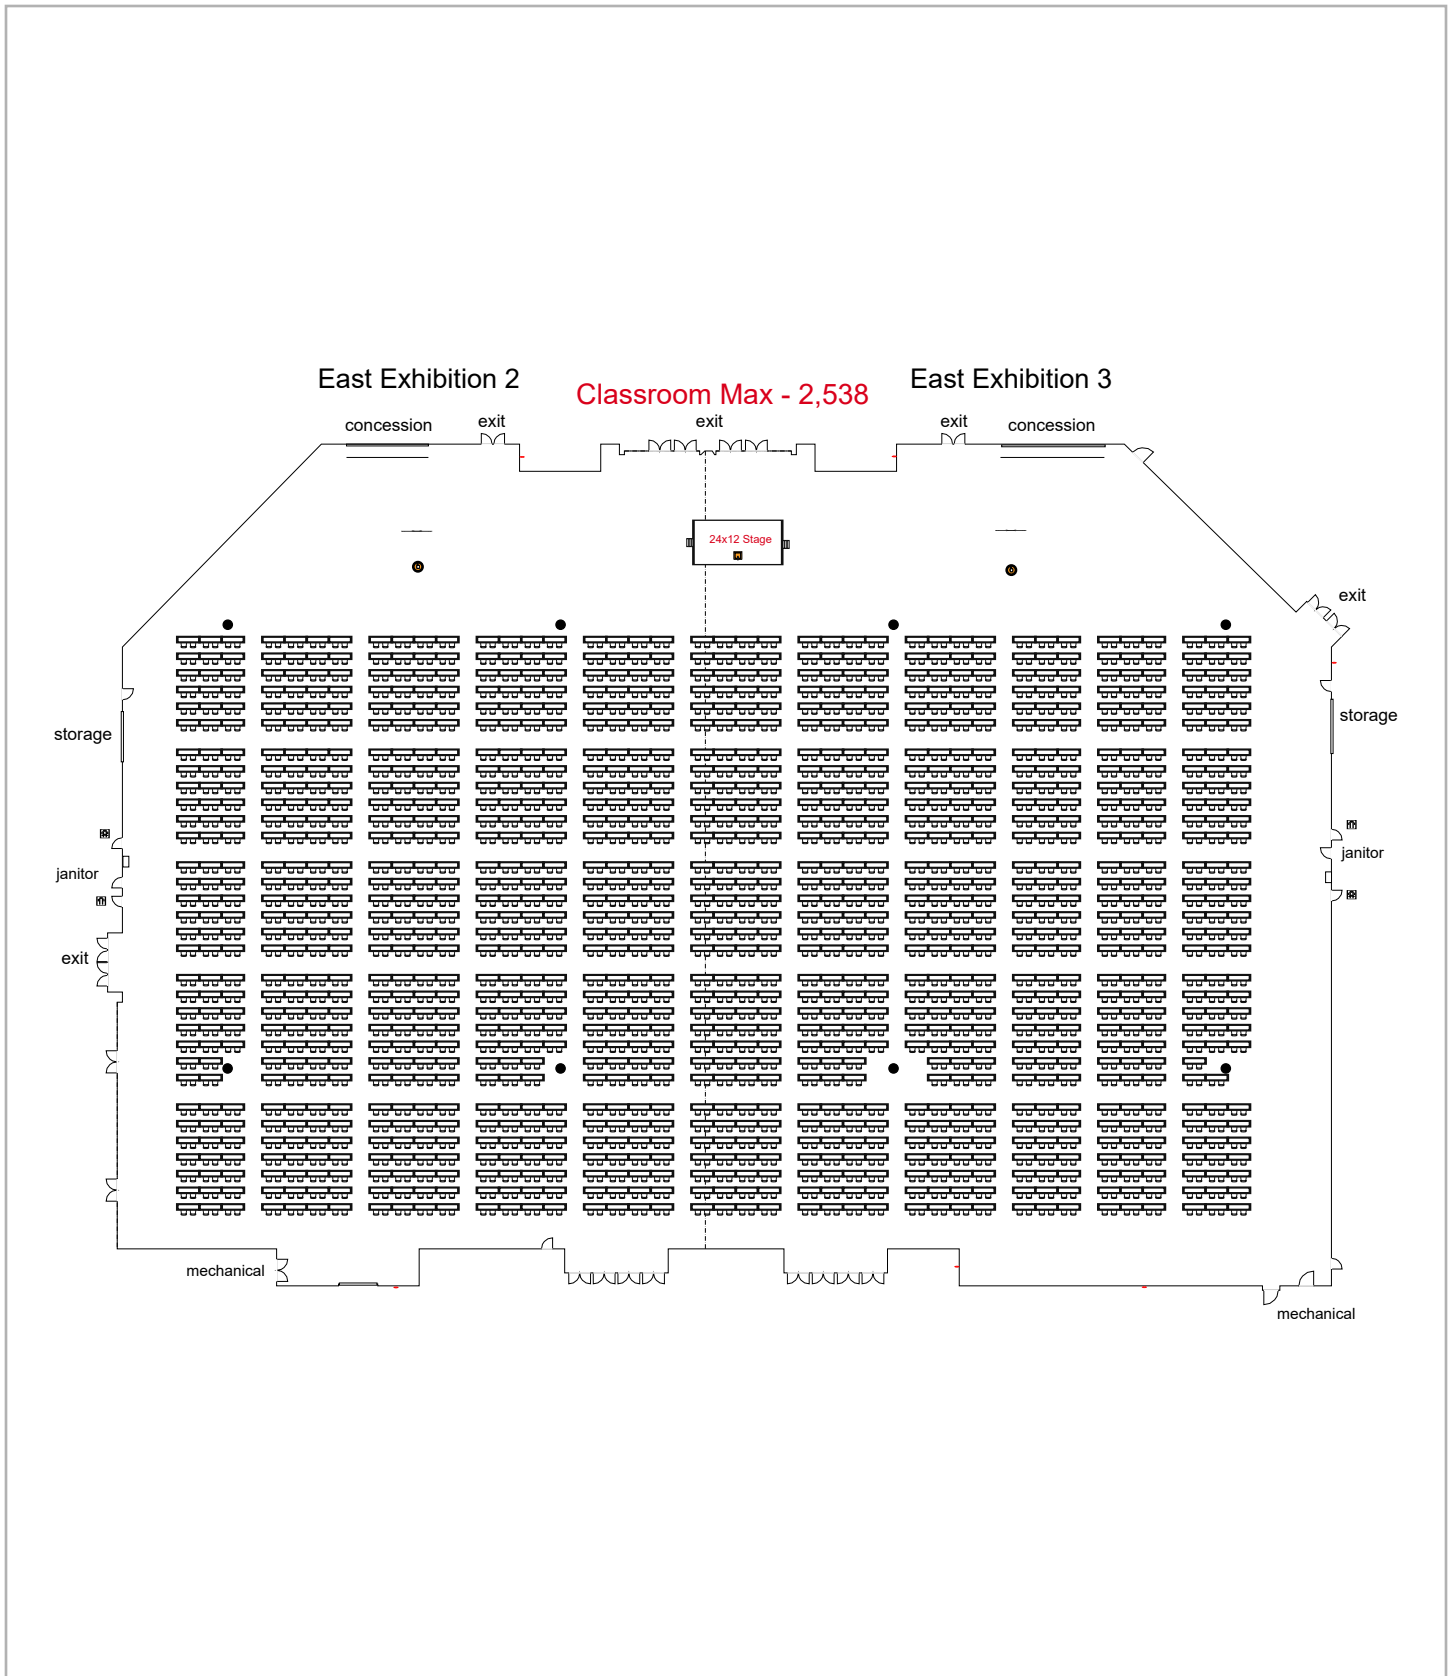 East Exhibition 2
East Exhibition 3
Classroom Max - 2,538
concession
exit
exit
exit
concession
24x12 Stage
exit
storage
storage
janitor
janitor
exit
mechanical
mechanical